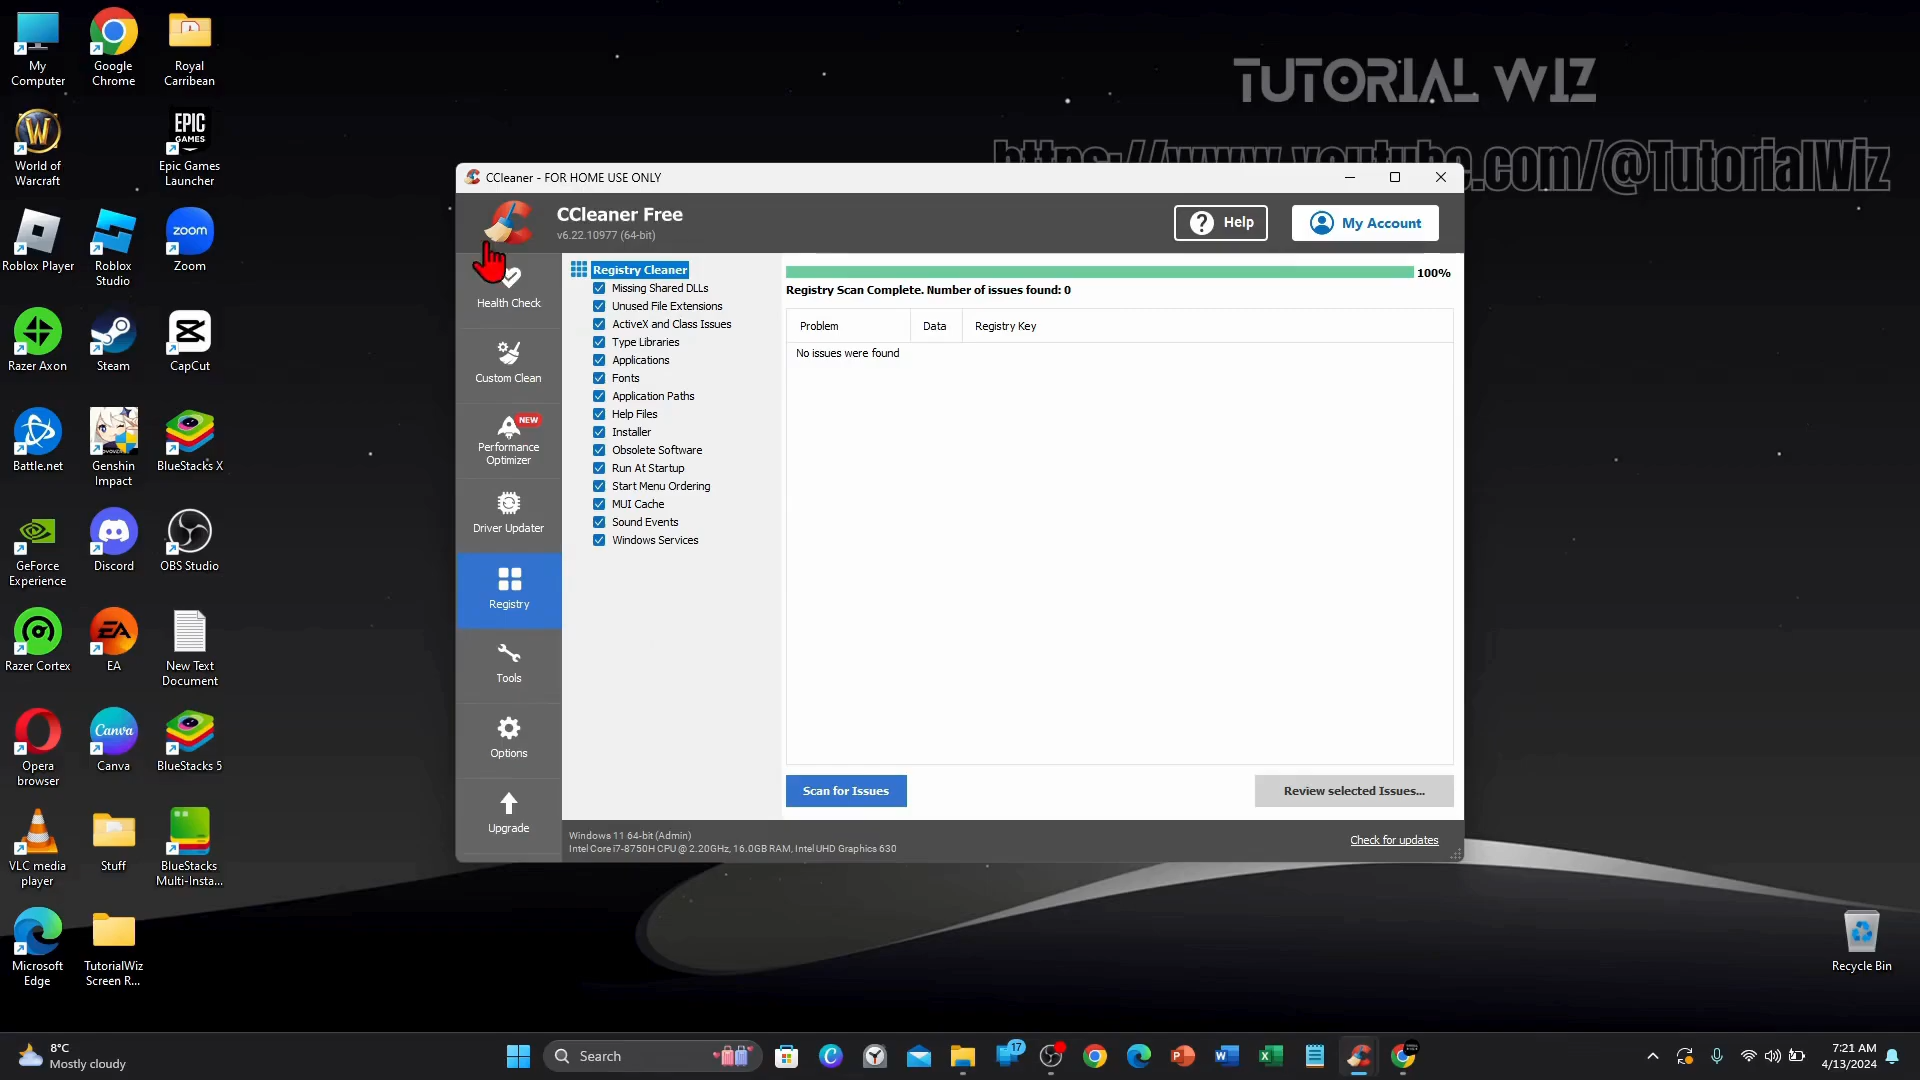 My
Computer
Google
Chrome
Royal
Carribean
World of
Warcraft
EPIC
GAMES
Epic Games
Launcher
Roblox Player
Roblox
Studio
zoom
Zoom
Razer Axon
Steam
CapCut
Battle.net
Genshin
Impact
BlueStacks X
GeForce
Experience
Discord
OBS Studio
Razer Cortex
EA
EA
New Text
Document
Opera
browser
Canva
Canva
BlueStacks 5
VLC media
player
Stuff
BlueStacks
Multi-Insta...
Microsoft
Edge
TutorialWiz
Screen R...
TUTORIAL WIZ
https://www.youtube.com/@TutorialWiz
CCleaner - FOR HOME USE ONLY
CCleaner Free
v6.22.10977 (64-bit)
Help
My Account
Health Check
Custom Clean
NEW
Performance
Optimizer
Driver Updater
Registry
Tools
Options
Upgrade
Registry Cleaner
Missing Shared DLLs
Unused File Extensions
ActiveX and Class Issues
Type Libraries
Applications
Fonts
Application Paths
Help Files
Installer
Obsolete Software
Run At Startup
Start Menu Ordering
MUI Cache
Sound Events
Windows Services
100%
Registry Scan Complete. Number of issues found: 0
Problem Data Registry Key
No issues were found
Scan for Issues
Review selected Issues...
Windows 11 64-bit (Admin)
Intel Core i7-8750H CPU @ 2.20GHz, 16.0GB RAM, Intel UHD Graphics 630
Check for updates
Recycle Bin
8°C
Mostly cloudy
Search
17
7:21 AM
4/13/2024